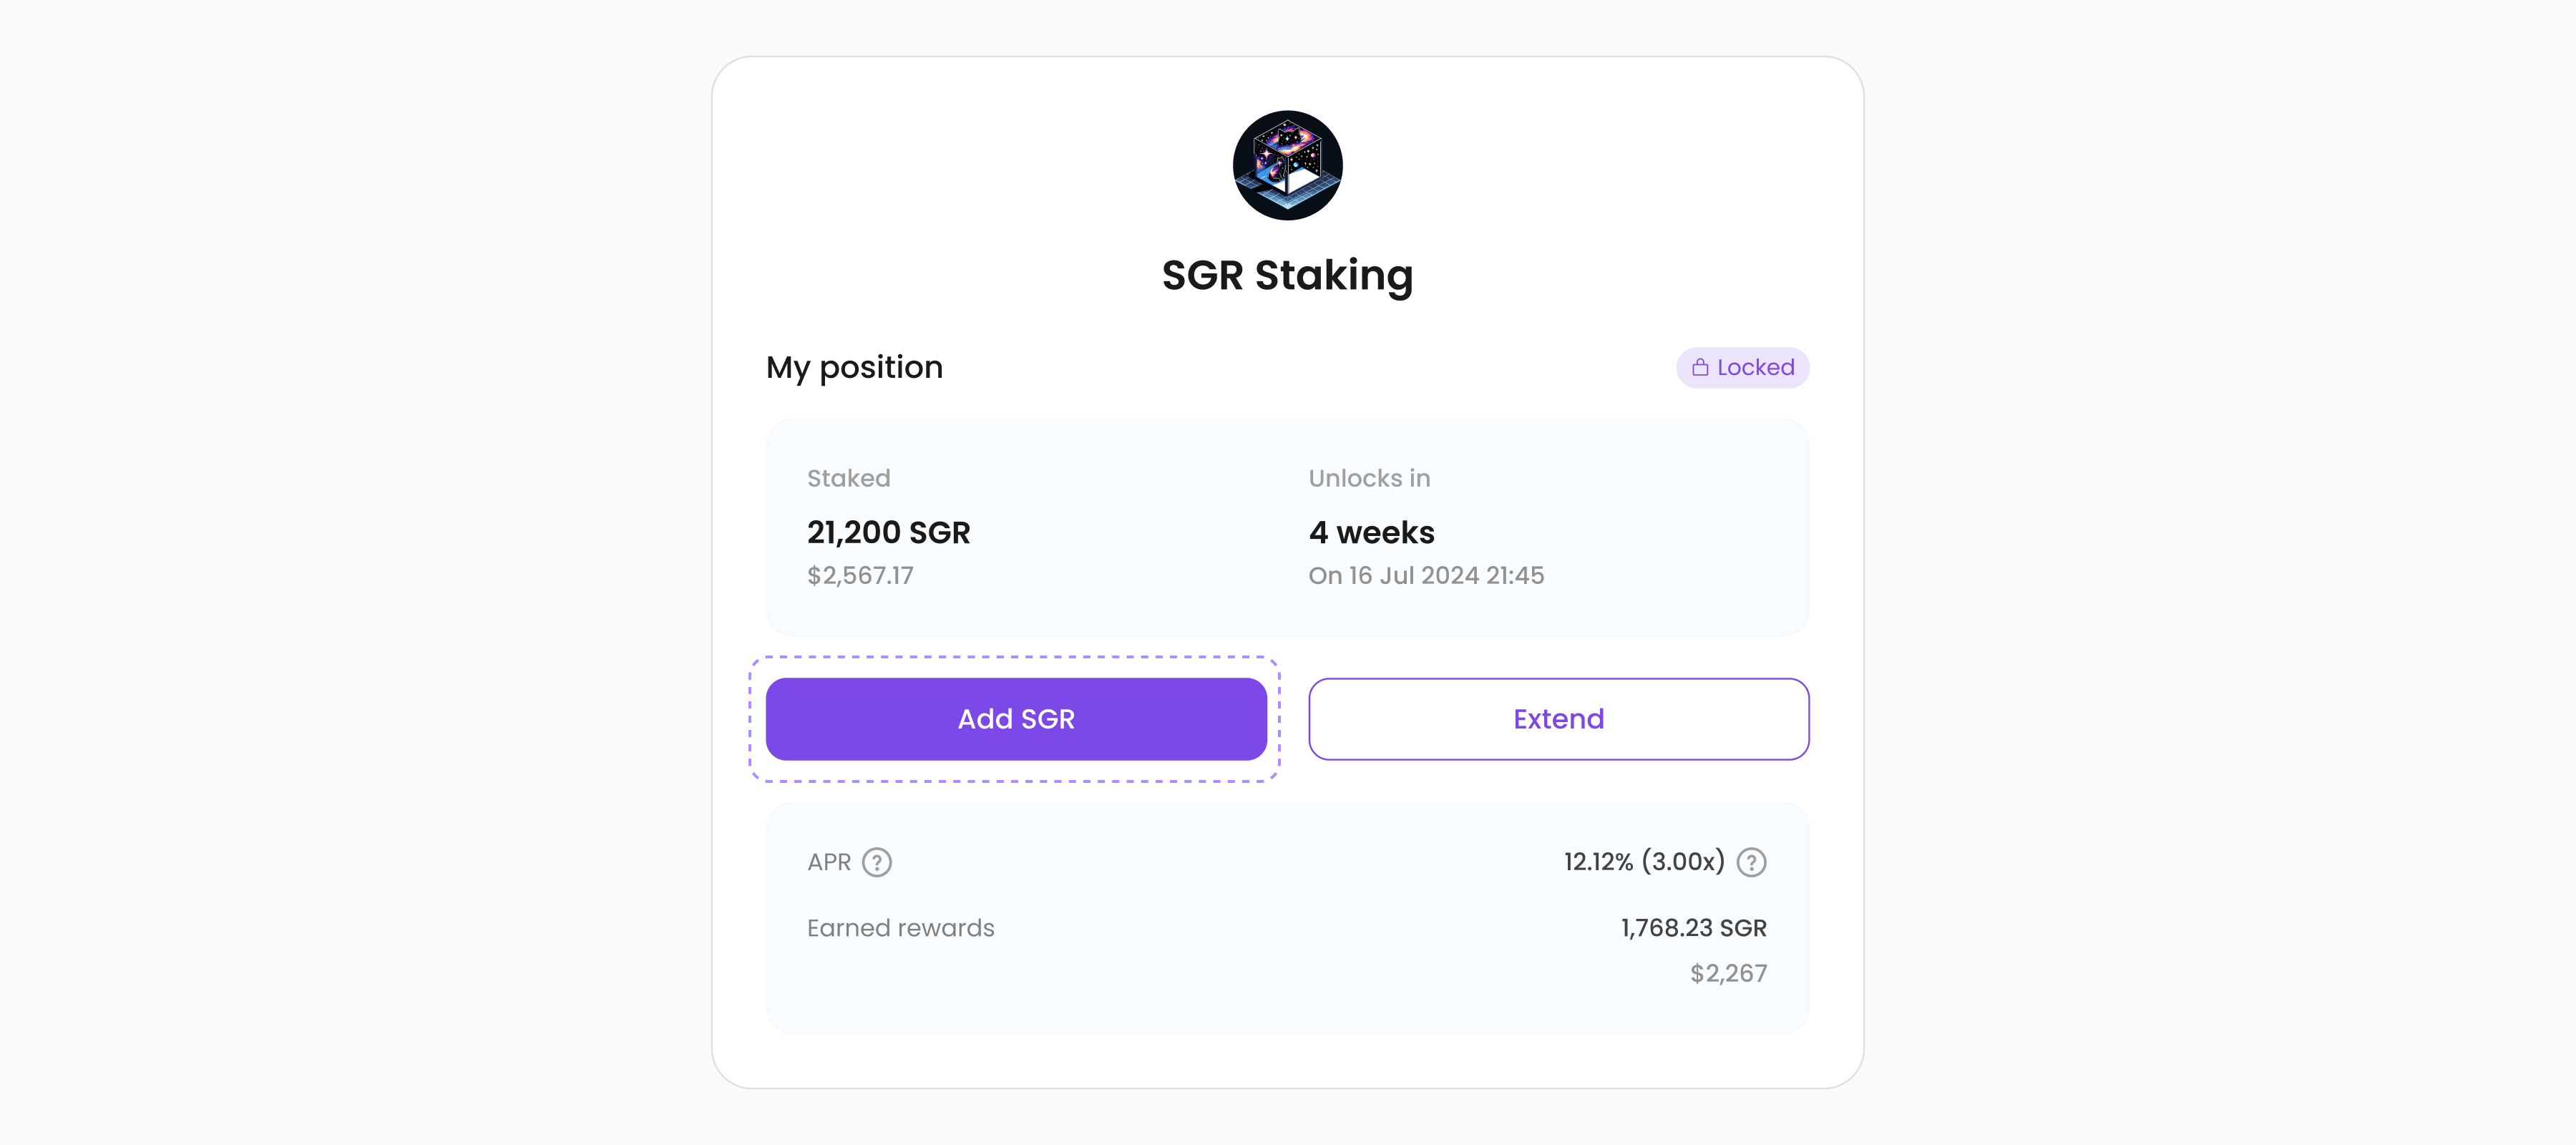 SGR Staking
My position
Locked
Staked
Unlocks in
21,200 SGR
4 weeks
$2,567.17
On 16 Jul 2024 21:45
Add SGR
Extend
APR ?
12.12% (3.00x) ?
Earned rewards
1,768.23 SGR
$2,267